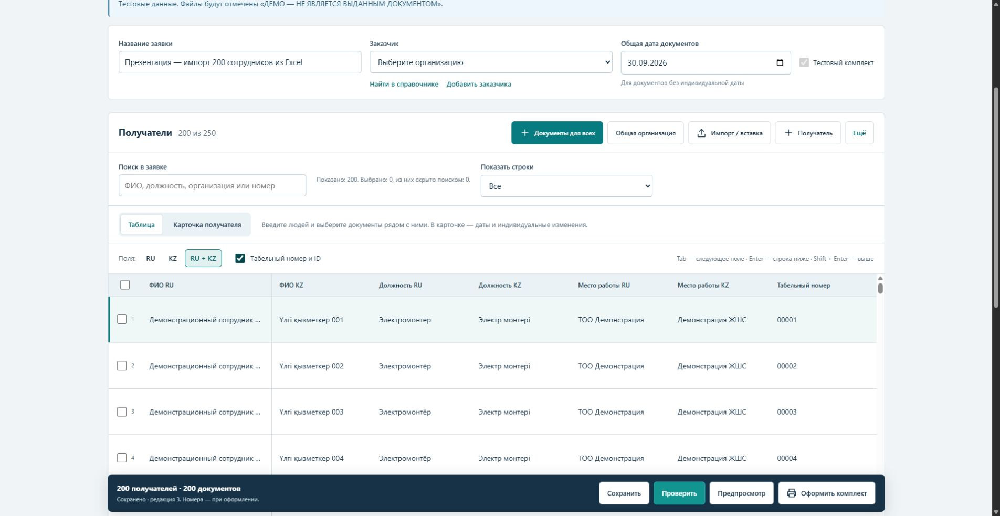 Тестовые данные. Файлы будут отмечены «ДЕМО — НЕ ЯВЛЯЕТСЯ ВЫДАННЫМ ДОКУМЕНТОМ».
Название заявки
Заказчик
Общая дата документов
Презентация — импорт 200 сотрудников из Excel
Выберите организацию
30.09.2026
Тестовый комплект
Найти в справочнике
Добавить заказчика
Для документов без индивидуальной даты
Получатели 200 из 250
Документы для всех
Общая организация
Импорт / вставка
Получатель
Ещё
Поиск в заявке
Показать строки
ФИО, должность, организация или номер
Показано: 200. Выбрано: 0, из них скрыто поиском: 0.
Все
Таблица
Карточка получателя
Введите людей и выберите документы рядом с ними. В карточке — даты и индивидуальные изменения.
Поля: RU KZ RU + KZ
Табельный номер и ID
Tab — следующее поле · Enter — строка ниже · Shift + Enter — выше
ФИО RU ФИО KZ Должность RU Должность KZ Место работы RU Место работы KZ Табельный номер
1 Демонстрационный сотрудник ... Үлгі қызметкер 001 Электромонтёр Электр монтері ТОО Демонстрация Демонстрация ЖШС 00001
2 Демонстрационный сотрудник ... Үлгі қызметкер 002 Электромонтёр Электр монтері ТОО Демонстрация Демонстрация ЖШС 00002
3 Демонстрационный сотрудник ... Үлгі қызметкер 003 Электромонтёр Электр монтері ТОО Демонстрация Демонстрация ЖШС 00003
4 Демонстрационный сотрудник ... Үлгі қызметкер 004 Электромонтёр Электр монтері ТОО Демонстрация Демонстрация ЖШС 00004
200 получателей · 200 документов
Сохранено · редакция 3. Номера — при оформлении.
Сохранить
Проверить
Предпросмотр
Оформить комплект